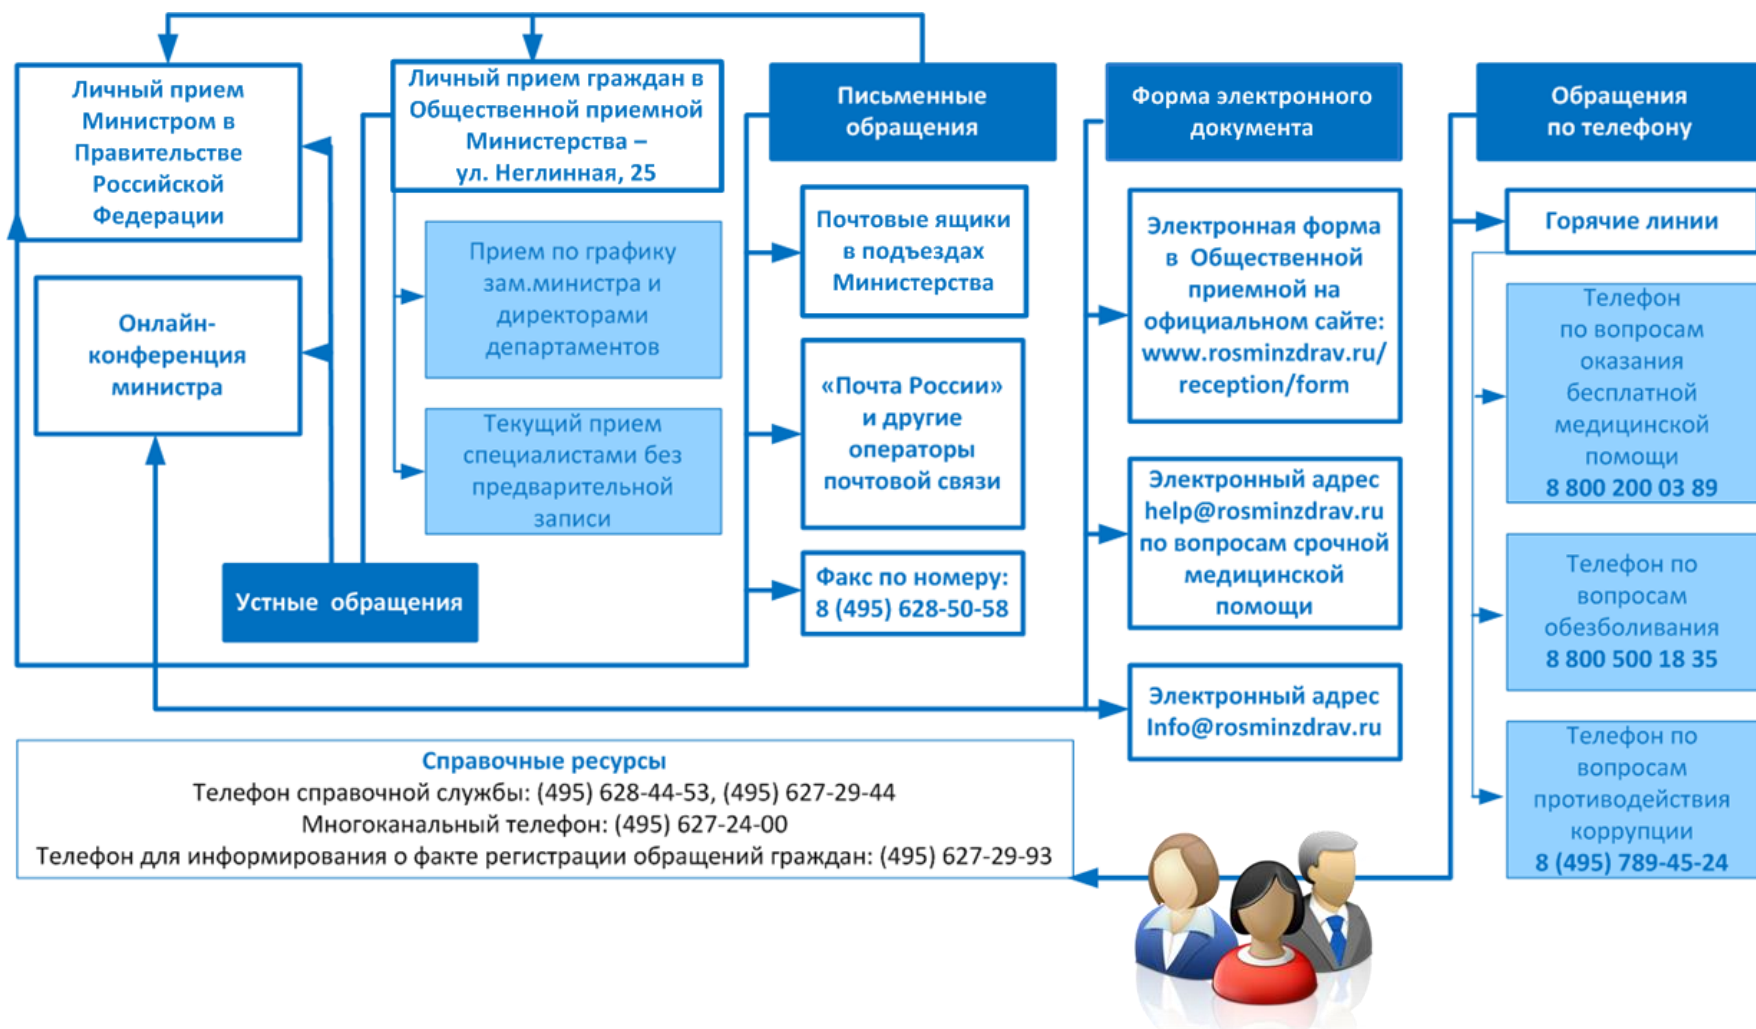 Личный прием
Министром в
Правительстве
Российской
Федерации
Онлайн-
конференция
министра
Личный прием граждан в
Общественной приемной
Министерства –
ул. Неглинная, 25
Прием по графику
зам.министра и
директорами
департаментов
Текущий прием
специалистами без
предварительной
записи
Устные обращения
Письменные
обращения
Почтовые ящики
в подъездах
Министерства
«Почта России»
и другие
операторы
почтовой связи
Факс по номеру:
8 (495) 628-50-58
Форма электронного
документа
Электронная форма
в Общественной
приемной на
официальном сайте:
www.rosminzdrav.ru/
reception/form
Электронный адрес
help@rosminzdrav.ru
по вопросам срочной
медицинской
помощи
Электронный адрес
Info@rosminzdrav.ru
Обращения
по телефону
Горячие линии
Телефон
по вопросам
оказания
бесплатной
медицинской
помощи
8 800 200 03 89
Телефон по
вопросам
обезболивания
8 800 500 18 35
Телефон по
вопросам
противодействия
коррупции
8 (495) 789-45-24
Справочные ресурсы
Телефон справочной службы: (495) 628-44-53, (495) 627-29-44
Многоканальный телефон: (495) 627-24-00
Телефон для информирования о факте регистрации обращений граждан: (495) 627-29-93